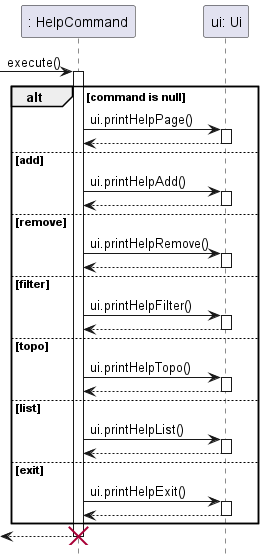 : HelpCommand
ui: Ui
execute()
alt
[command is null]
ui.printHelpPage()
[add]
ui.printHelpAdd()
[remove]
ui.printHelpRemove()
[filter]
ui.printHelpFilter()
[topo]
ui.printHelpTopo()
[list]
ui.printHelpList()
[exit]
ui.printHelpExit()